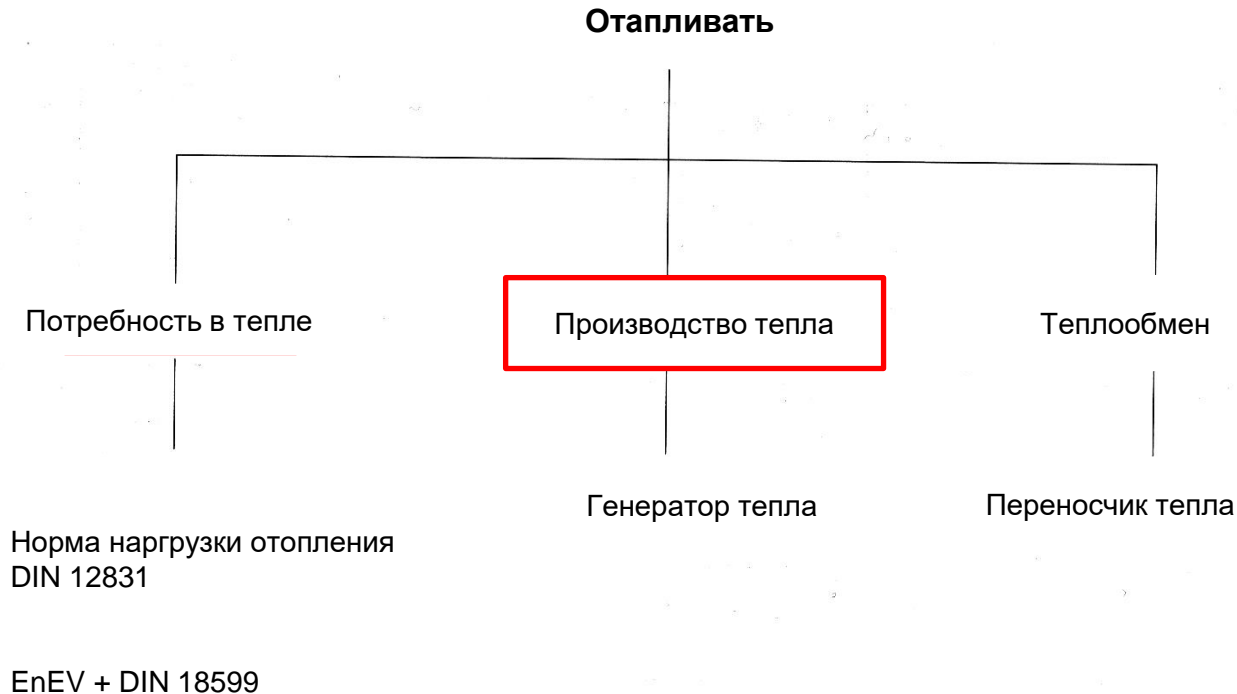 Отапливать
Потребность в тепле
Производство тепла
Теплообмен
Генератор тепла
Переносчик тепла
Норма наргрузки отопления
DIN 12831
EnEV + DIN 18599